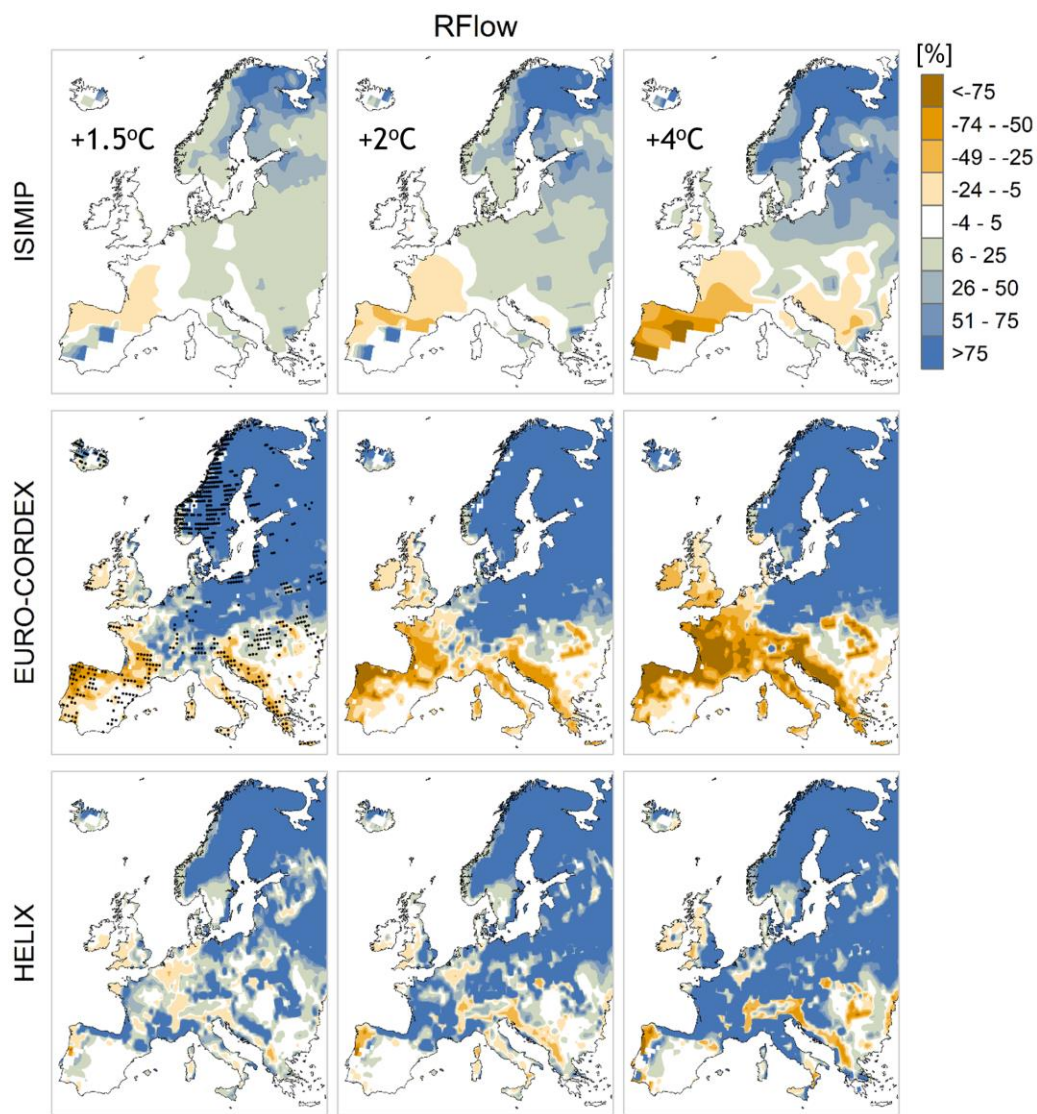 RFlow
[%]
+1.5°C
+2°C
+4°C
ISIMIP
<-75
-74 - -50
-49 - -25
-24 - -5
-4 - 5
6 - 25
26 - 50
51 - 75
>75
EURO-CORDEX
HELIX